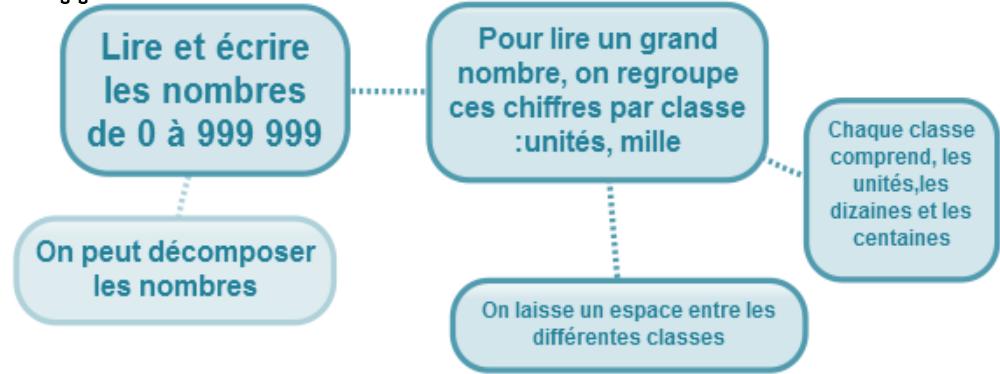 Lire et écrire
les nombres
de 0 à 999 999
Pour lire un grand
nombre, on regroupe
ces chiffres par classe
:unités, mille
Chaque classe
comprend, les
unités,les
dizaines et les
centaines
On peut décomposer
les nombres
On laisse un espace entre les
différentes classes